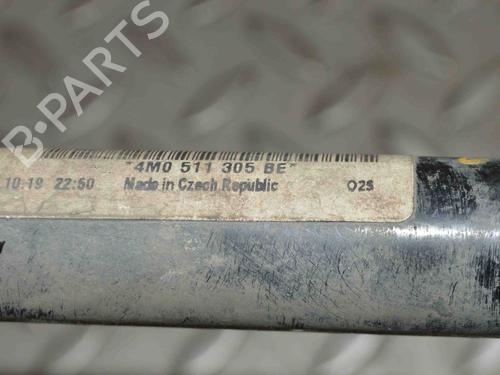 B-PARTS
*4M0 511 305 BE*
10:19 22:50 Made in Czech Republic O2S